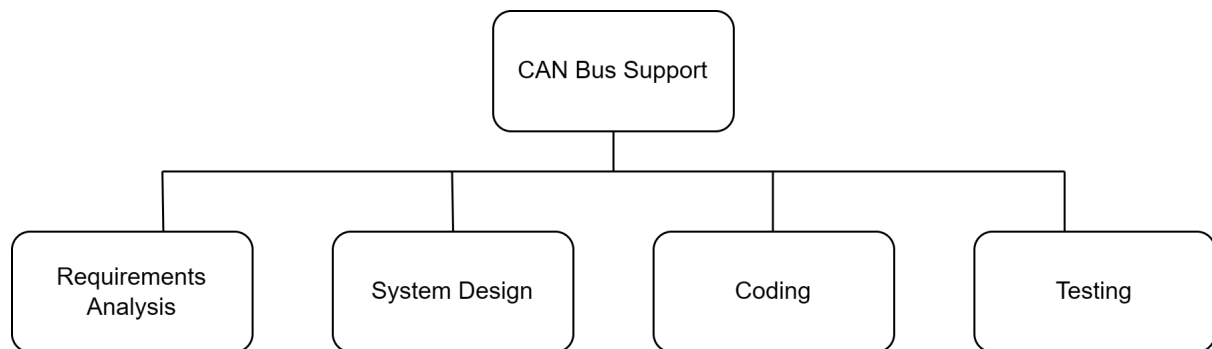 CAN Bus Support
Requirements
Analysis
System Design
Coding
Testing